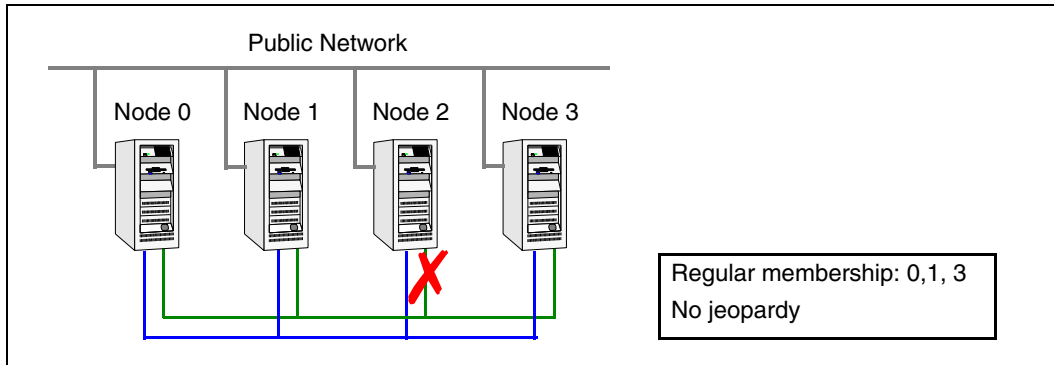 Public Network
Node 0 Node 1 Node 2 Node 3
Regular membership: 0,1, 3
No jeopardy